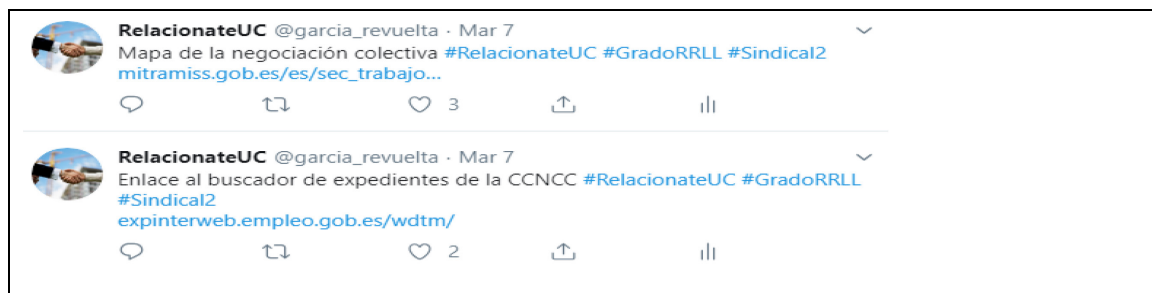 RelacionateUC @garcia_revuelta · Mar 7
Mapa de la negociación colectiva #RelacionateUC #GradoRRLL #Sindical2
mitramiss.gob.es/es/sec_trabajo...
3
RelacionateUC @garcia_revuelta · Mar 7
Enlace al buscador de expedientes de la CCNCC #RelacionateUC #GradoRRLL
#Sindical2
expinterweb.empleo.gob.es/wdtm/
2